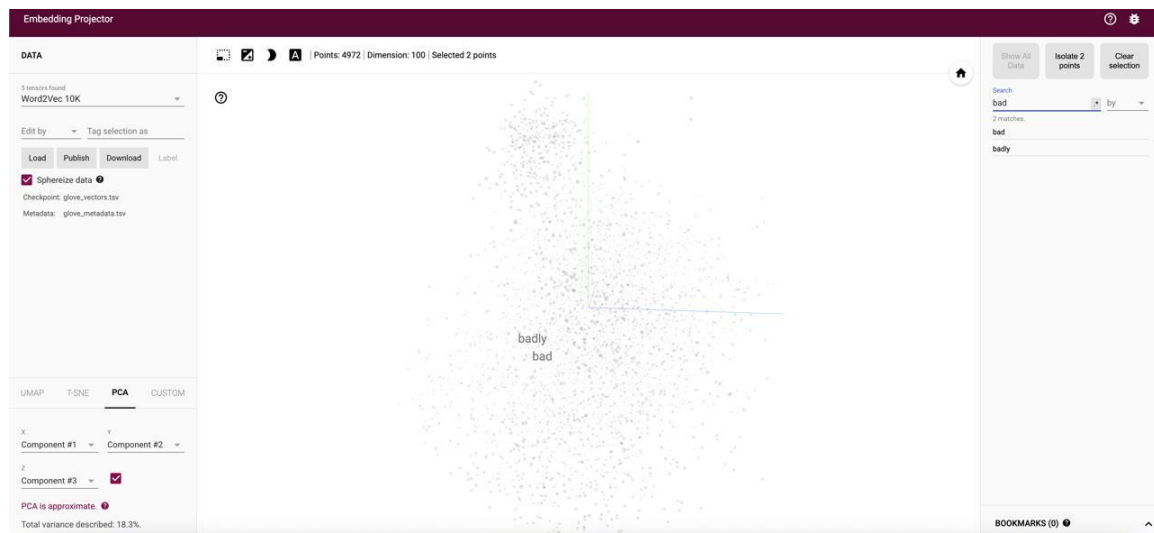 Embedding Projector
DATA
5 tensors found
Word2Vec 10K
Edit by
Tag selection as
Load
Publish
Download
Label
Sphereize data
Checkpoint: glove_vectors.tsv
Metadata: glove_metadata.tsv
UMAP
T-SNE
PCA
CUSTOM
X
Component #1
Y
Component #2
Z
Component #3
PCA is approximate.
Total variance described: 18.3%.
A
Points: 4972 | Dimension: 100 | Selected 2 points
badly
bad
Show All
Data
Isolate 2
points
Clear
selection
Search
bad
.*
by
2 matches.
bad
badly
BOOKMARKS (0)